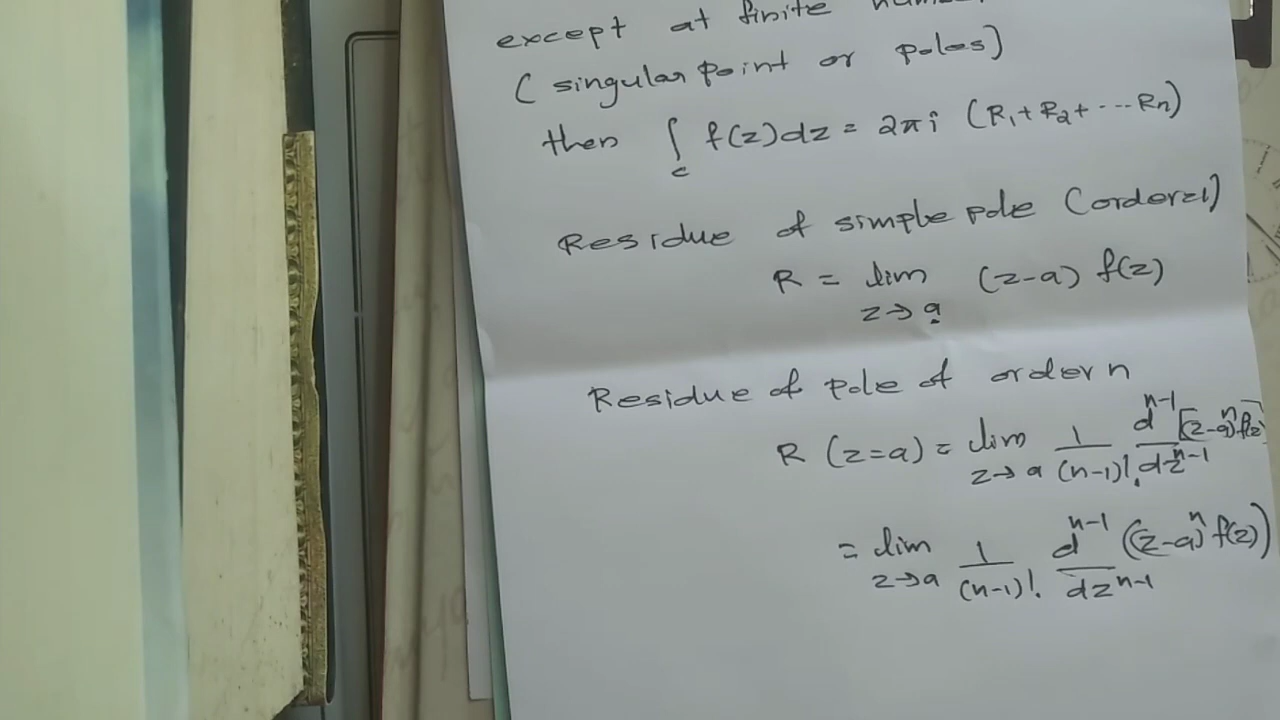 except at finite
(singular point or poles)
then ∫c f(z)dz = 2πi (R1+R2+ ---Rn)
Residue of simple pole (order=1)
R = lim z→a (z-a) f(z)
Residue of pole of order n
R (z=a) = lim z→a 1/(n-1)! d^n-1/dz^n-1 [(z-a)^n f(z)]
= lim z→a 1/(n-1)! d^n-1/dz^n-1 ((z-a)^n f(z))